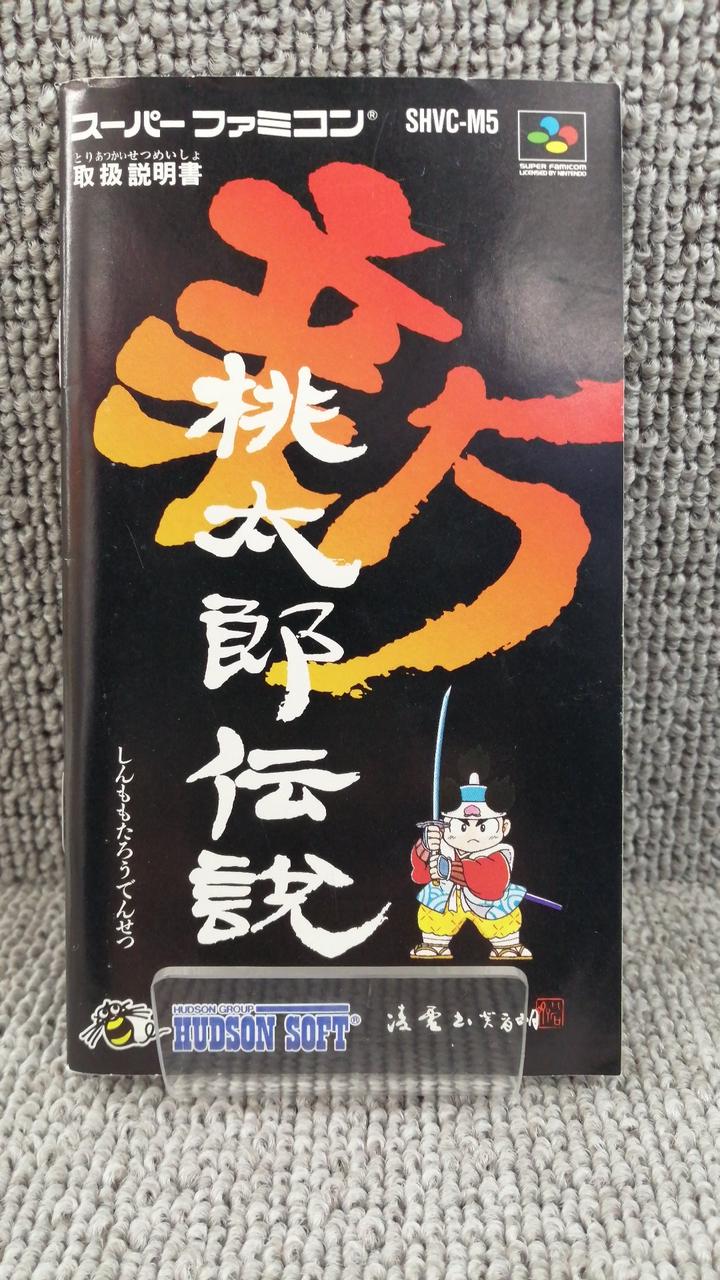 スーパーファミコン® SHVC-M5
とりあつかいせつめいしょ
取扱説明書
SUPER FAMICOM
LICENSED BY NINTENDO
新
桃太郎伝説
しんももたろうでんせつ
HUDSON GROUP
HUDSON SOFT®